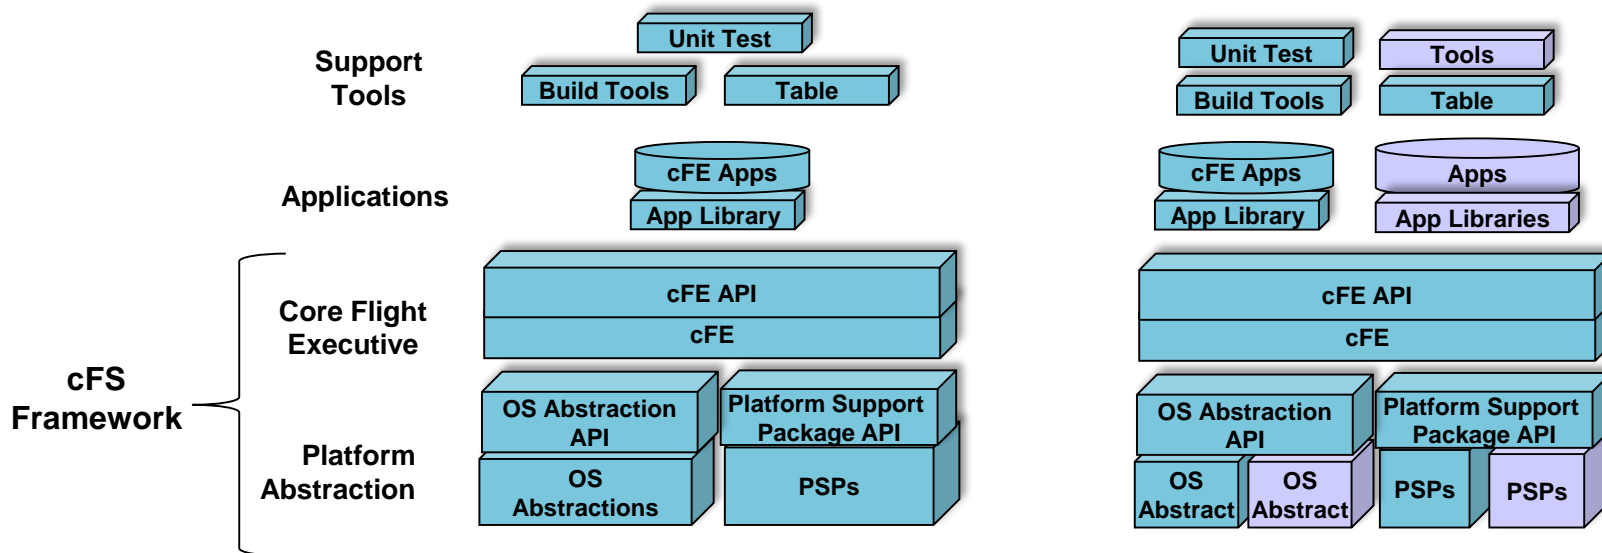 Support
Tools
Unit Test
Build Tools
Table
Unit Test
Tools
Build Tools
Table
Applications
cFE Apps
App Library
cFE Apps
Apps
App Library
App Libraries
cFS
Framework
Core Flight
Executive
cFE API
cFE
cFE API
cFE
Platform
Abstraction
OS Abstraction
API
Platform Support
Package API
OS
Abstractions
PSPs
OS Abstraction
API
Platform Support
Package API
OS
Abstract
OS
Abstract
PSPs
PSPs